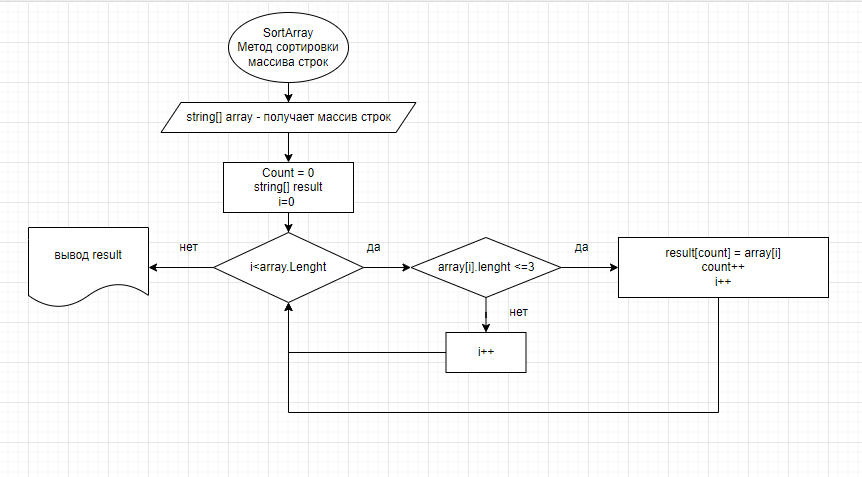 SortArray
Метод сортировки
массива строк
string[] array - получает массив строк
Count = 0
string[] result
i=0
нет
да
да
вывод result
i<array.Lenght
array[i].lenght <=3
result[count] = array[i]
count++
i++
нет
i++